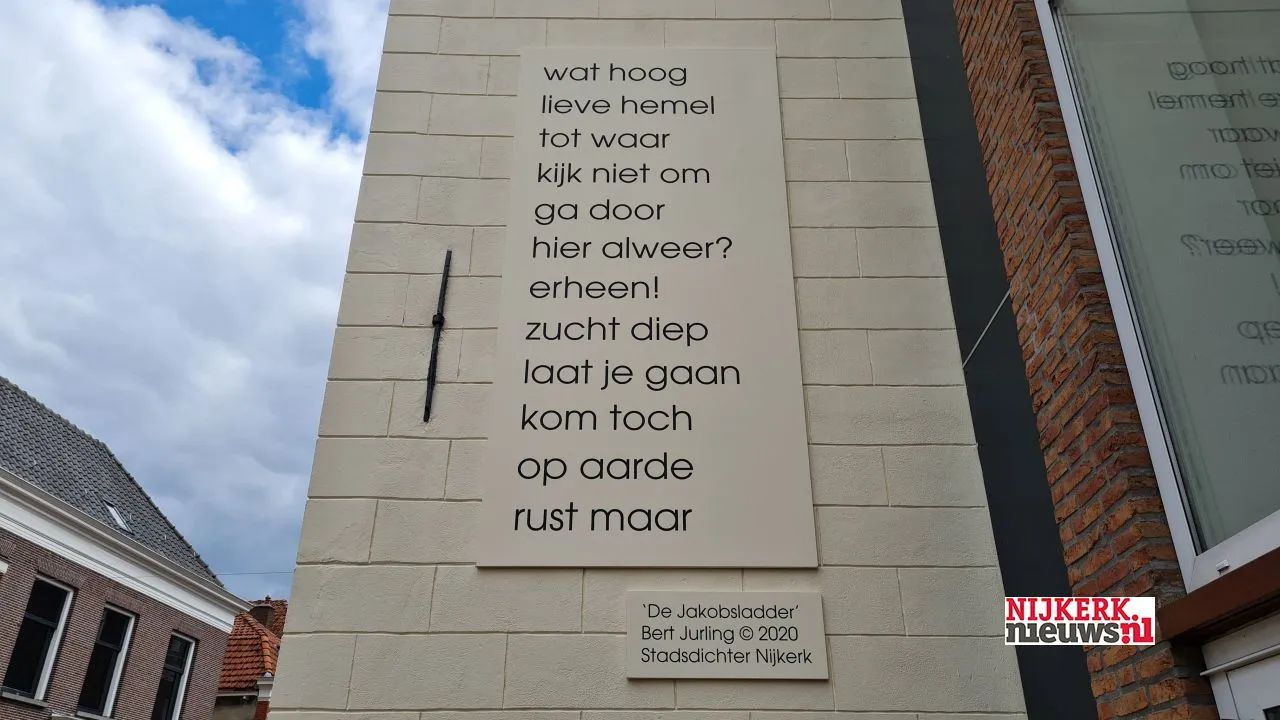 wat hoog
lieve hemel
tot waar
kijk niet om
ga door
hier alweer?
erheen!
zucht diep
laat je gaan
kom toch
op aarde
rust maar
‘De Jakobsladder’
Bert Jurling © 2020
Stadsdichter Nijkerk
NIJKERK
nieuws.nl